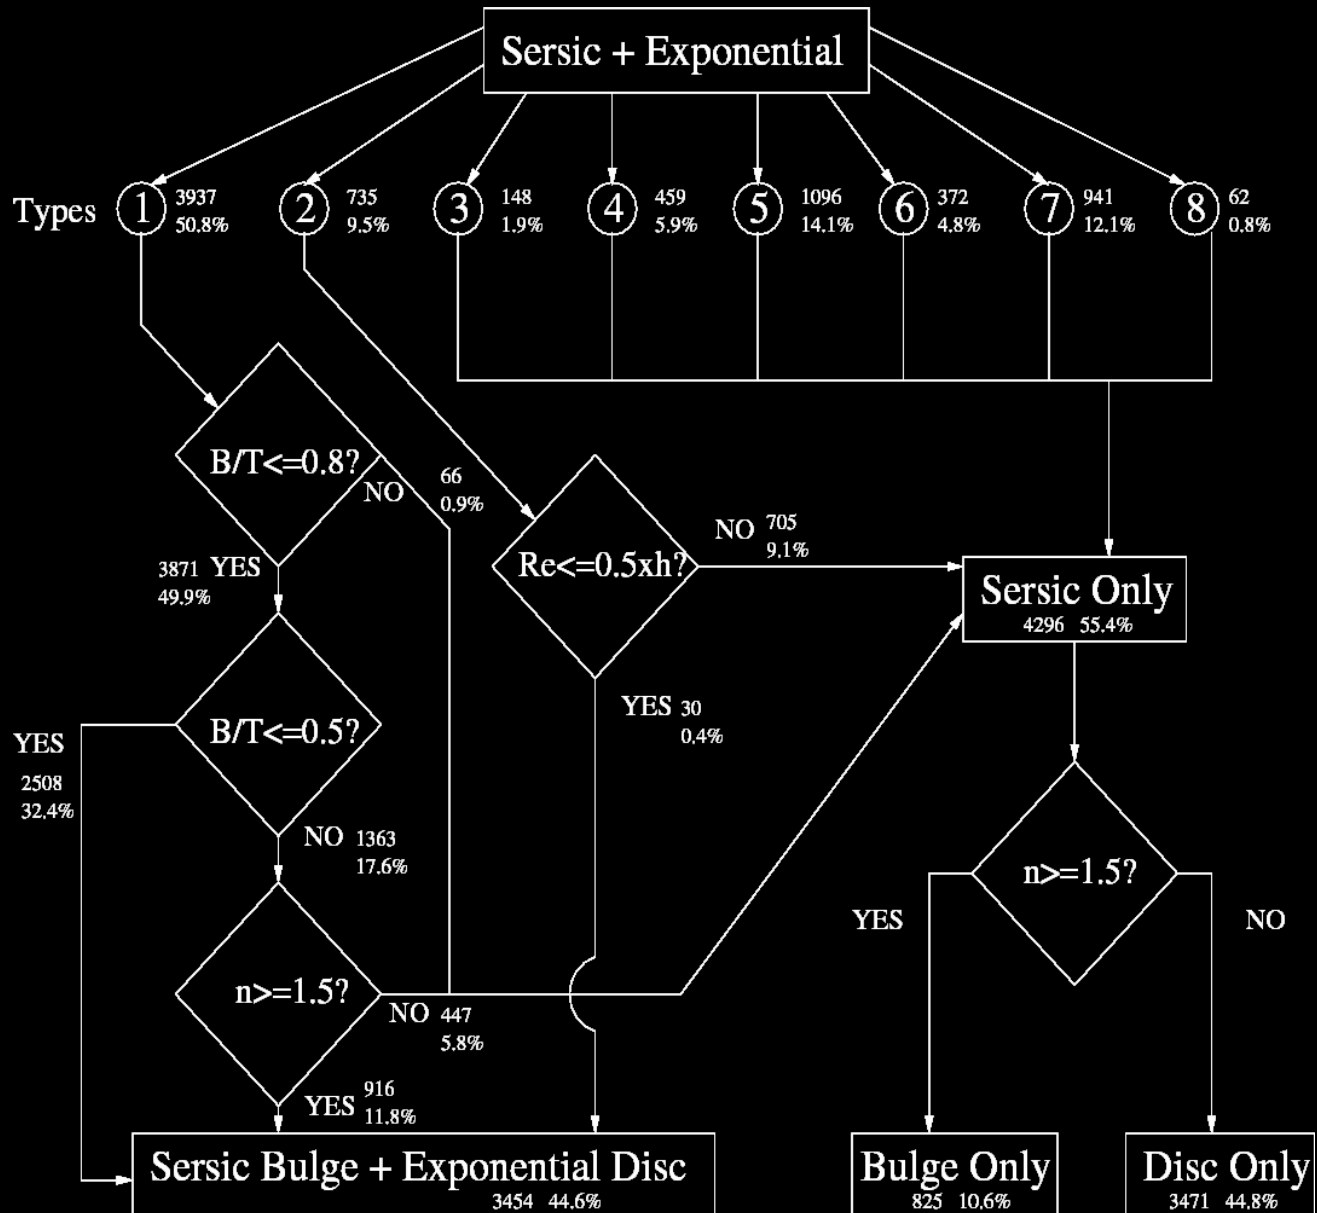 Sersic + Exponential
Types
1
3937
50.8%
2
735
9.5%
3
148
1.9%
4
459
5.9%
5
1096
14.1%
6
372
4.8%
7
941
12.1%
8
62
0.8%
B/T<=0.8?
NO
66
0.9%
3871 YES
49.9%
Re<=0.5xh?
NO 705
9.1%
Sersic Only
4296 55.4%
YES 30
0.4%
B/T<=0.5?
YES
2508
32.4%
NO 1363
17.6%
n>=1.5?
YES
NO
n>=1.5?
NO 447
5.8%
YES 916
11.8%
Sersic Bulge + Exponential Disc
3454 44.6%
Bulge Only
825 10.6%
Disc Only
3471 44.8%